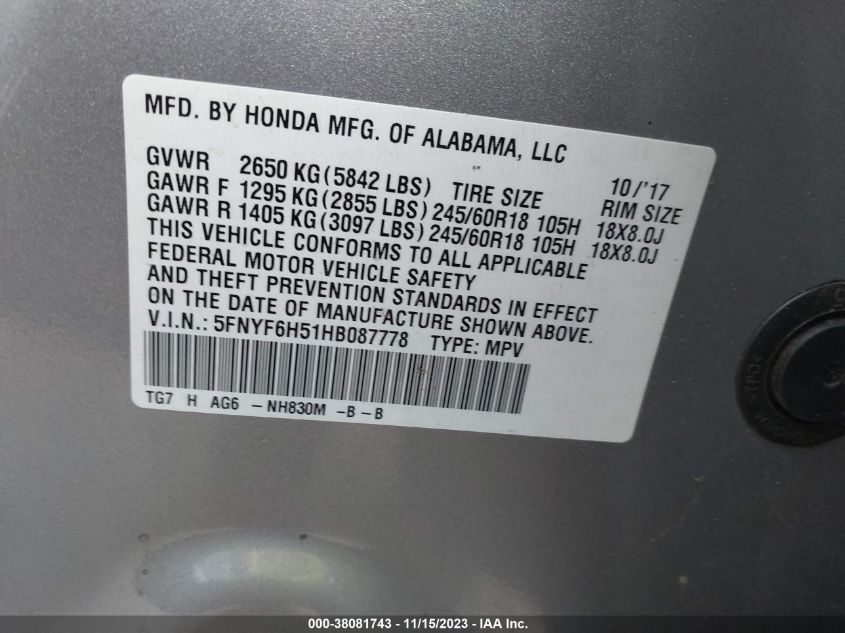 MFD. BY HONDA MFG. OF ALABAMA, LLC
10/'17
GVWR 2650 KG(5842 LBS) TIRE SIZE RIM SIZE
GAWR F 1295 KG(2855 LBS) 245/60R18 105H 18X8.0J
GAWR R 1405 KG(3097 LBS) 245/60R18 105H 18X8.0J
THIS VEHICLE CONFORMS TO ALL APPLICABLE
FEDERAL MOTOR VEHICLE SAFETY
AND THEFT PREVENTION STANDARDS IN EFFECT
ON THE DATE OF MANUFACTURE SHOWN ABOVE.
V.I.N.: 5FNYF6H51HB087778 TYPE: MPV
TG7 H AG6 -NH830M -B-B
000-38081743 - 11/15/2023 - IAA Inc.